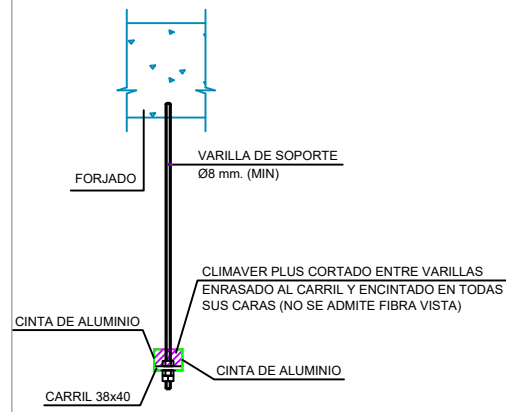 VARILLA DE SOPORTE
Ø8 mm. (MIN)
FORJADO
CLIMAVER PLUS CORTADO ENTRE VARILLAS
ENRASADO AL CARRIL Y ENCINTADO EN TODAS
SUS CARAS (NO SE ADMITE FIBRA VISTA)
CINTA DE ALUMINIO
CINTA DE ALUMINIO
CARRIL 38x40